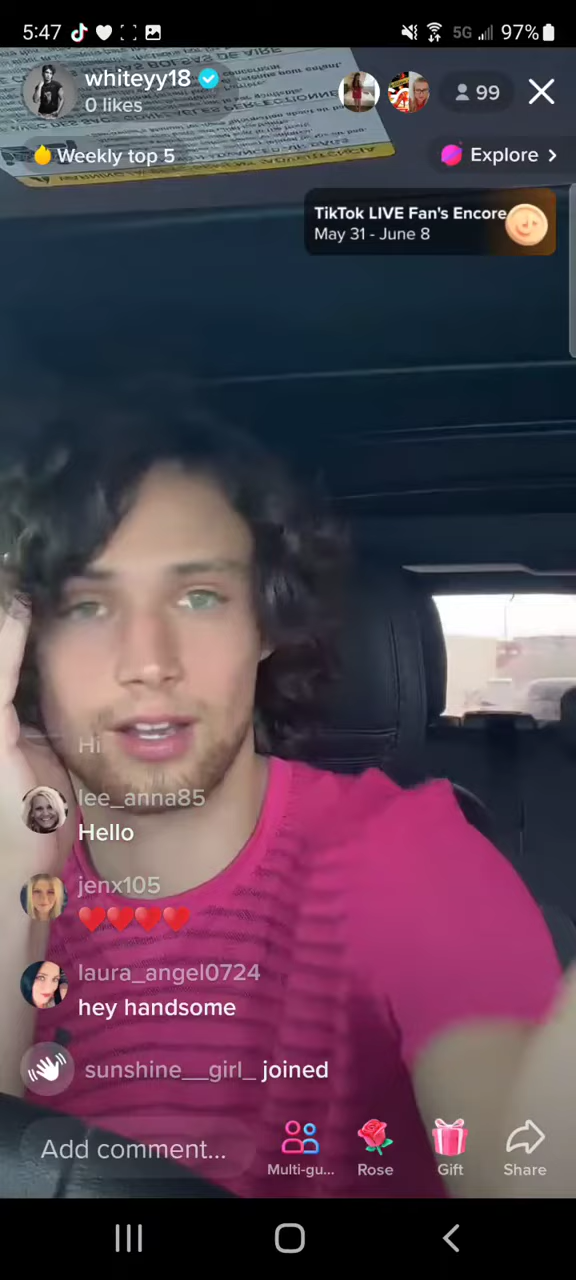 5:47
5G
97%
whiteyy18
0 likes
99
Weekly top 5
Explore
TikTok LIVE Fan's Encore
May 31 - June 8
Hi
lee_anna85
Hello
jenx105
laura_angel0724
hey handsome
sunshine__girl_ joined
Add comment...
Multi-gu...
Rose
Gift
Share